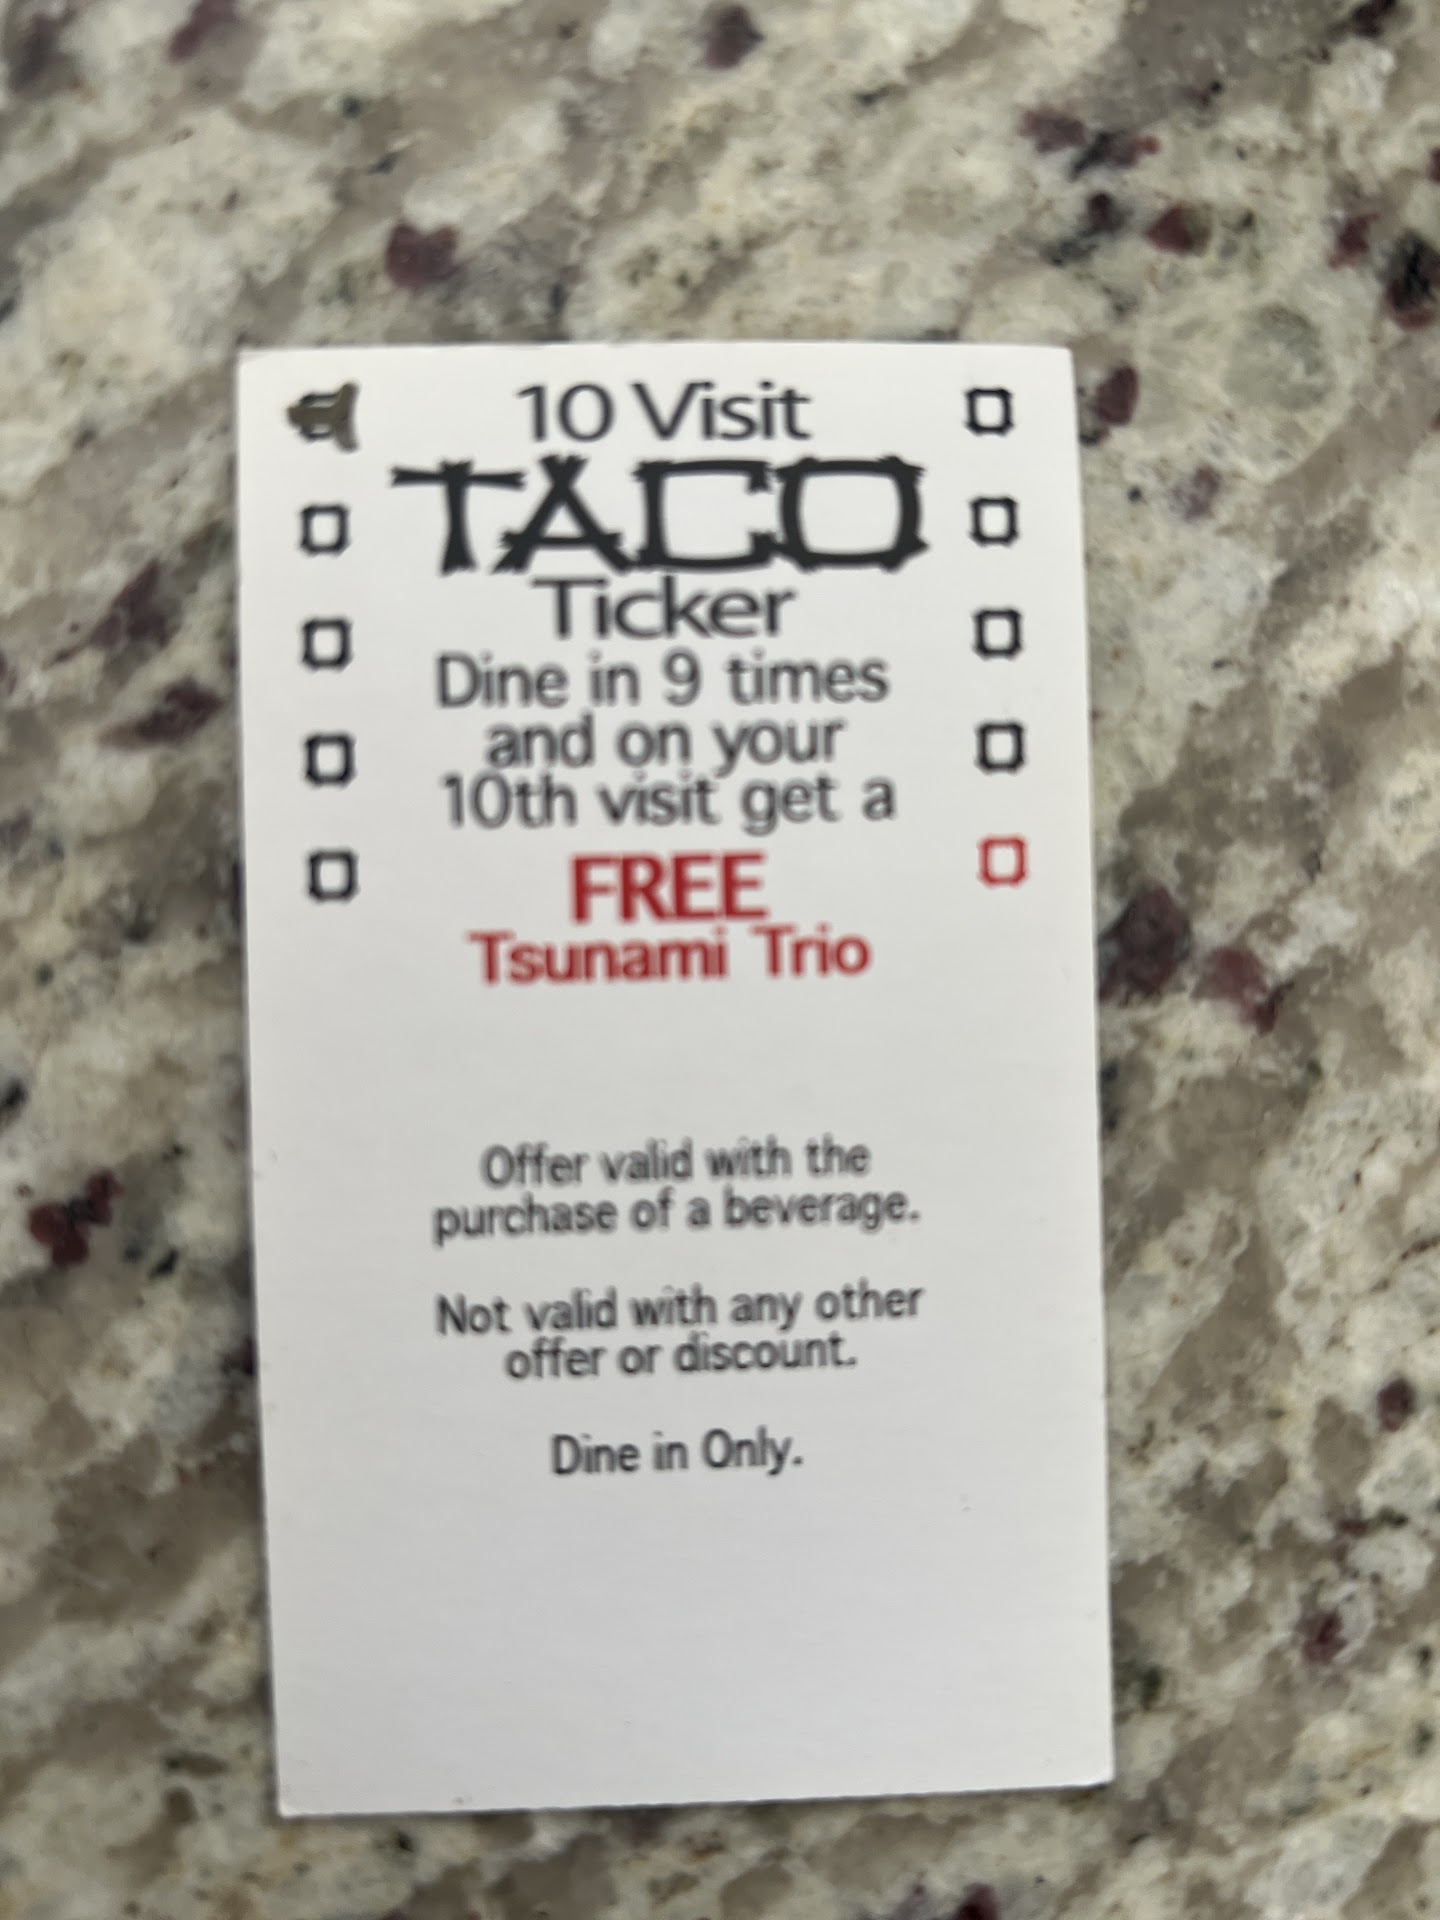 10 Visit
TACO
Ticker
Dine in 9 times
and on your
10th visit get a
FREE
Tsunami Trio
Offer valid with the
purchase of a beverage.
Not valid with any other
offer or discount.
Dine in Only.